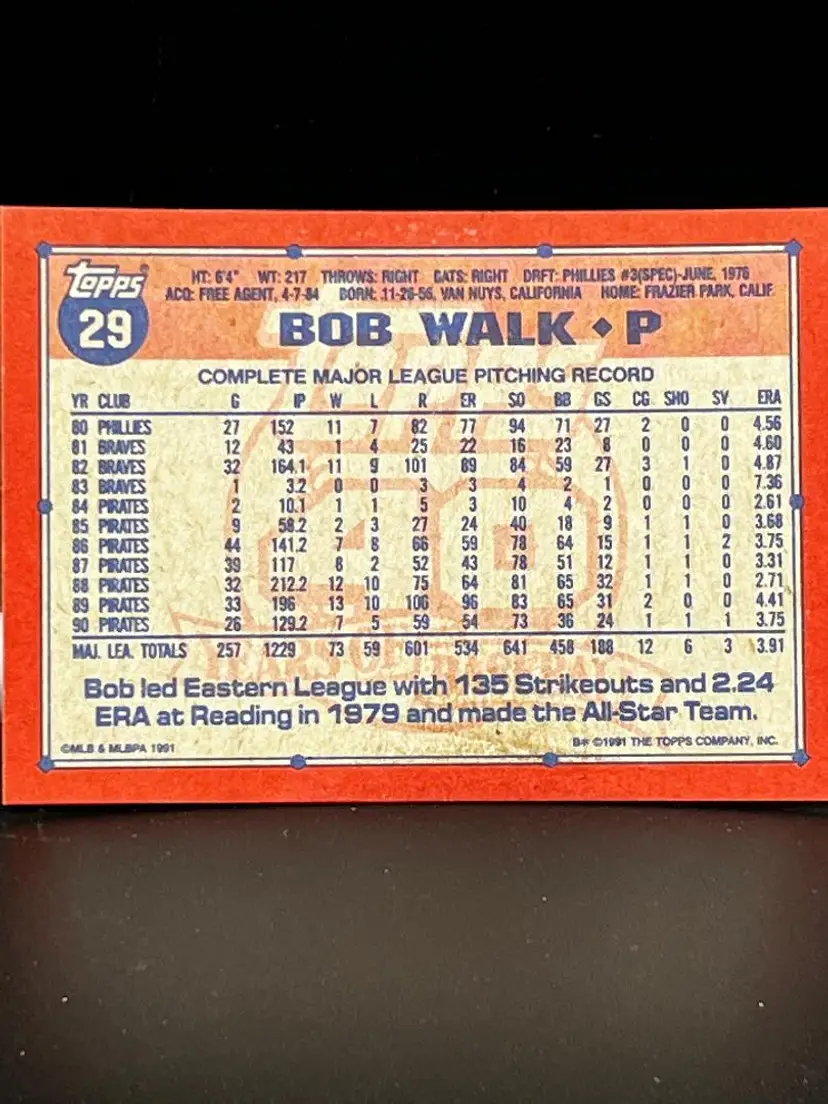 Topps
29
HT: 6'4" WT: 217 THROWS: RIGHT BATS: RIGHT DRFT: PHILLIES #3(SPEC)-JUNE, 1976
ACQ: FREE AGENT, 4-7-84 BORN: 11-26-56, VAN NUYS, CALIFORNIA HOME: FRAZIER PARK, CALIF.
BOB WALK ◆ P
COMPLETE MAJOR LEAGUE PITCHING RECORD
YR CLUB G IP W L R ER SO BB GS CG SHO SV ERA
80 PHILLIES 27 152 11 7 82 77 94 71 27 2 0 0 4.56
81 BRAVES 12 43 1 4 25 22 16 23 8 0 0 0 4.60
82 BRAVES 32 164.1 11 9 101 89 84 59 27 3 1 0 4.87
83 BRAVES 1 3.2 0 0 3 3 4 2 1 0 0 0 7.36
84 PIRATES 2 10.1 1 1 5 3 10 4 2 0 0 0 2.61
85 PIRATES 9 58.2 2 3 27 24 40 18 9 1 1 0 3.68
86 PIRATES 44 141.2 7 8 66 59 78 64 15 1 1 2 3.75
87 PIRATES 39 117 8 2 52 43 78 51 12 1 1 0 3.31
88 PIRATES 32 212.2 12 10 75 64 81 65 32 1 1 0 2.71
89 PIRATES 33 196 13 10 106 96 83 65 31 2 0 0 4.41
90 PIRATES 26 129.2 7 5 59 54 73 36 24 1 1 1 3.75
MAJ. LEA. TOTALS 257 1229 73 59 601 534 641 458 188 12 6 3 3.91
Bob led Eastern League with 135 Strikeouts and 2.24
ERA at Reading in 1979 and made the All-Star Team.
©MLB & MLBPA 1991
B* ©1991 THE TOPPS COMPANY, INC.
TOPPS
40
YEARS OF BASEBALL